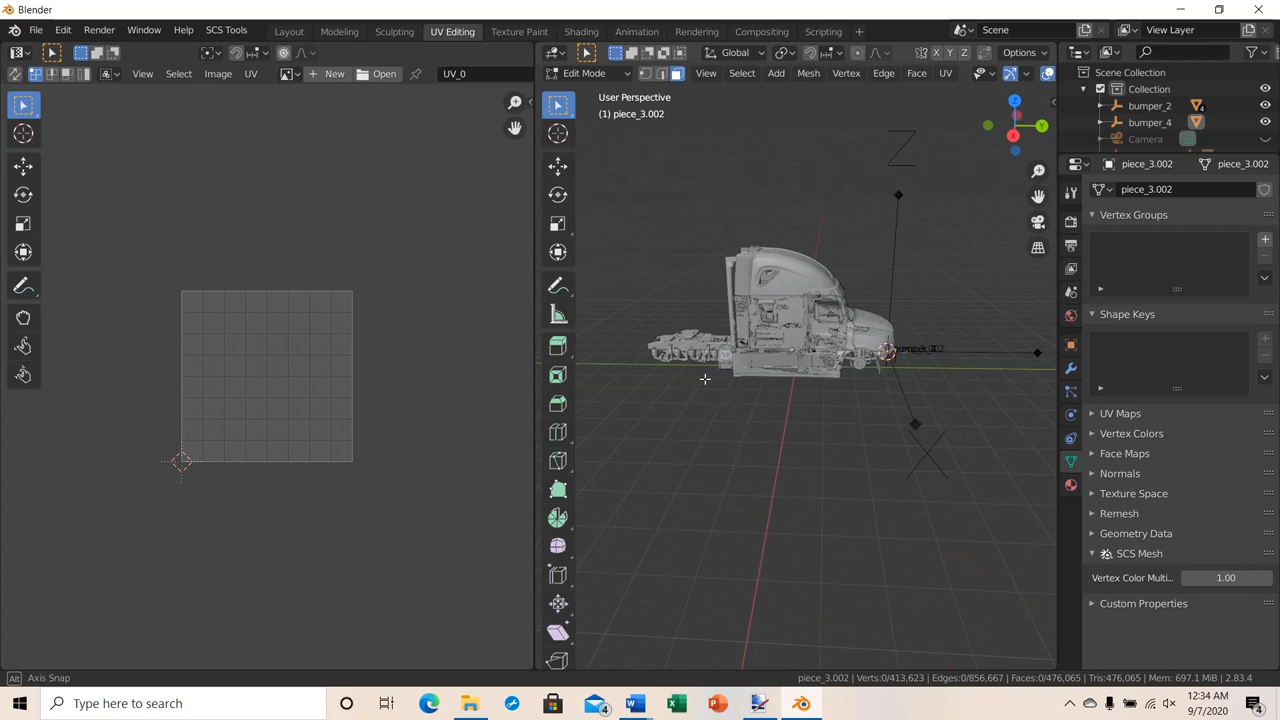 Blender
File Edit Render Window Help SCS Tools Layout Modeling Sculpting UV Editing Texture Paint Shading Animation Rendering Compositing Scripting + Scene View Layer
Global Options
View Select Image UV New Open UV_0 Edit Mode View Select Add Mesh Vertex Edge Face UV
X Y Z
Scene Collection
Collection
bumper_2
bumper_4
Camera
User Perspective
(1) piece_3.002
Z
Y
X
Z
X
piece_3.002 piece_3.002
piece_3.002
Vertex Groups
Shape Keys
UV Maps
Vertex Colors
Face Maps
Normals
Texture Space
Remesh
Geometry Data
SCS Mesh
Vertex Color Multi... 1.00
Custom Properties
Alt Axis Snap
piece_3.002 | Verts:0/413,623 | Edges:0/856,667 | Faces:0/476,065 | Tris:476,065 | Mem: 697.1 MiB | 2.83.4
Type here to search
4
12:34 AM
9/7/2020
4